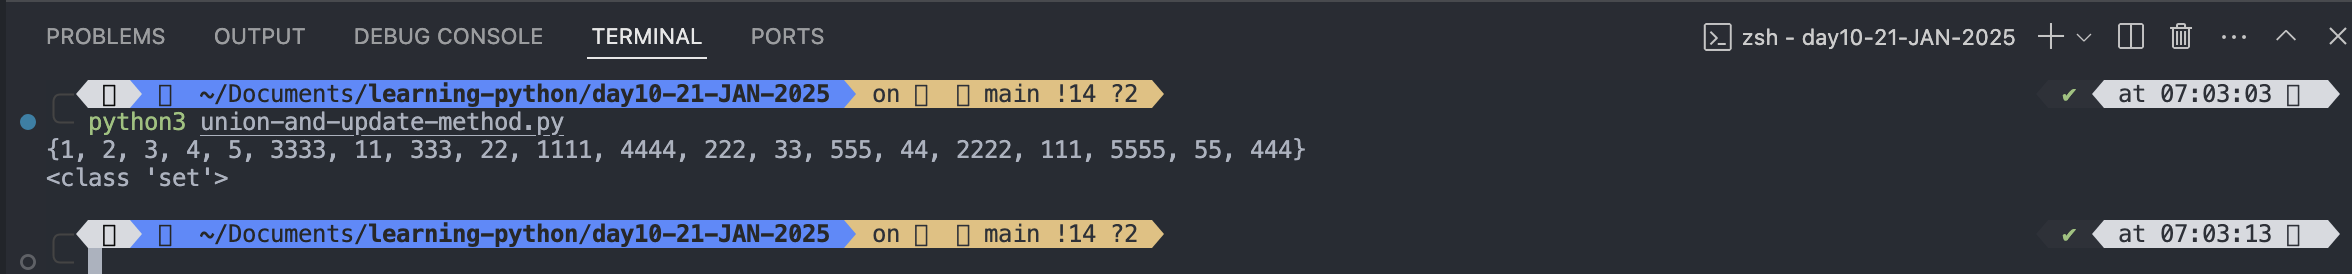 PROBLEMS OUTPUT DEBUG CONSOLE TERMINAL PORTS zsh - day10-21-JAN-2025
~/Documents/learning-python/day10-21-JAN-2025 on main !14 ?2 ✔ at 07:03:03
python3 union-and-update-method.py
{1, 2, 3, 4, 5, 3333, 11, 333, 22, 1111, 4444, 222, 33, 555, 44, 2222, 111, 5555, 55, 444}
<class 'set'>
~/Documents/learning-python/day10-21-JAN-2025 on main !14 ?2 ✔ at 07:03:13